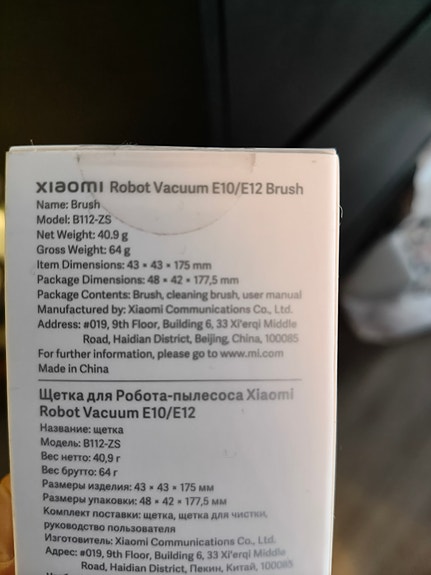 xiaomi Robot Vacuum E10/E12 Brush
Name: Brush
Model: B112-ZS
Net Weight: 40.9 g
Gross Weight: 64 g
Item Dimensions: 43 × 43 × 175 mm
Package Dimensions: 48 × 42 × 177,5 mm
Package Contents: Brush, cleaning brush, user manual
Manufactured by: Xiaomi Communications Co., Ltd.
Address: #019, 9th Floor, Building 6, 33 Xi'erqi Middle
Road, Haidian District, Beijing, China, 100085
For further information, please go to www.mi.com
Made in China
Щетка для Робота-пылесоса Xiaomi
Robot Vacuum E10/E12
Название: щетка
Модель: B112-ZS
Вес нетто: 40,9 г
Вес брутто: 64 г
Размеры изделия: 43 × 43 × 175 мм
Размеры упаковки: 48 × 42 × 177,5 мм
Комплект поставки: щетка, щетка для чистки,
руководство пользователя
Изготовитель: Xiaomi Communications Co., Ltd.
Адрес: #019, 9th Floor, Building 6, 33 Xi'erqi Middle
Road, Haidian District, Пекин, Китай, 100085